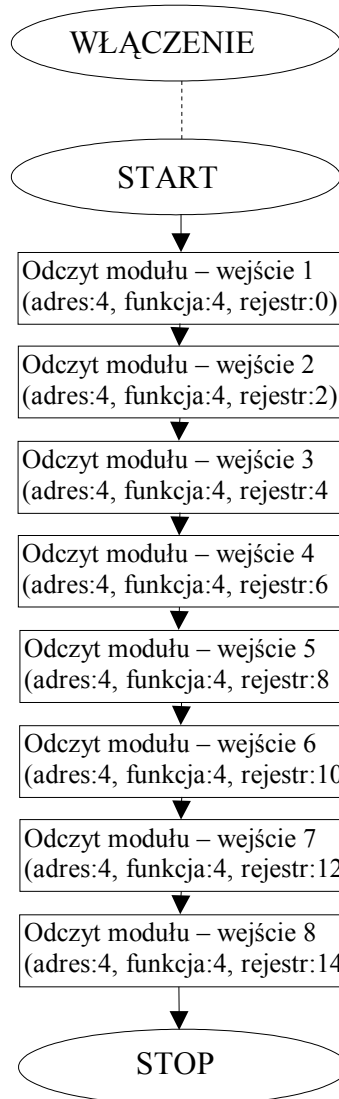 WŁĄCZENIE
START
Odczyt modułu – wejście 1
(adres:4, funkcja:4, rejestr:0)
Odczyt modułu – wejście 2
(adres:4, funkcja:4, rejestr:2)
Odczyt modułu – wejście 3
(adres:4, funkcja:4, rejestr:4
Odczyt modułu – wejście 4
(adres:4, funkcja:4, rejestr:6
Odczyt modułu – wejście 5
(adres:4, funkcja:4, rejestr:8
Odczyt modułu – wejście 6
(adres:4, funkcja:4, rejestr:10
Odczyt modułu – wejście 7
(adres:4, funkcja:4, rejestr:12
Odczyt modułu – wejście 8
(adres:4, funkcja:4, rejestr:14
STOP